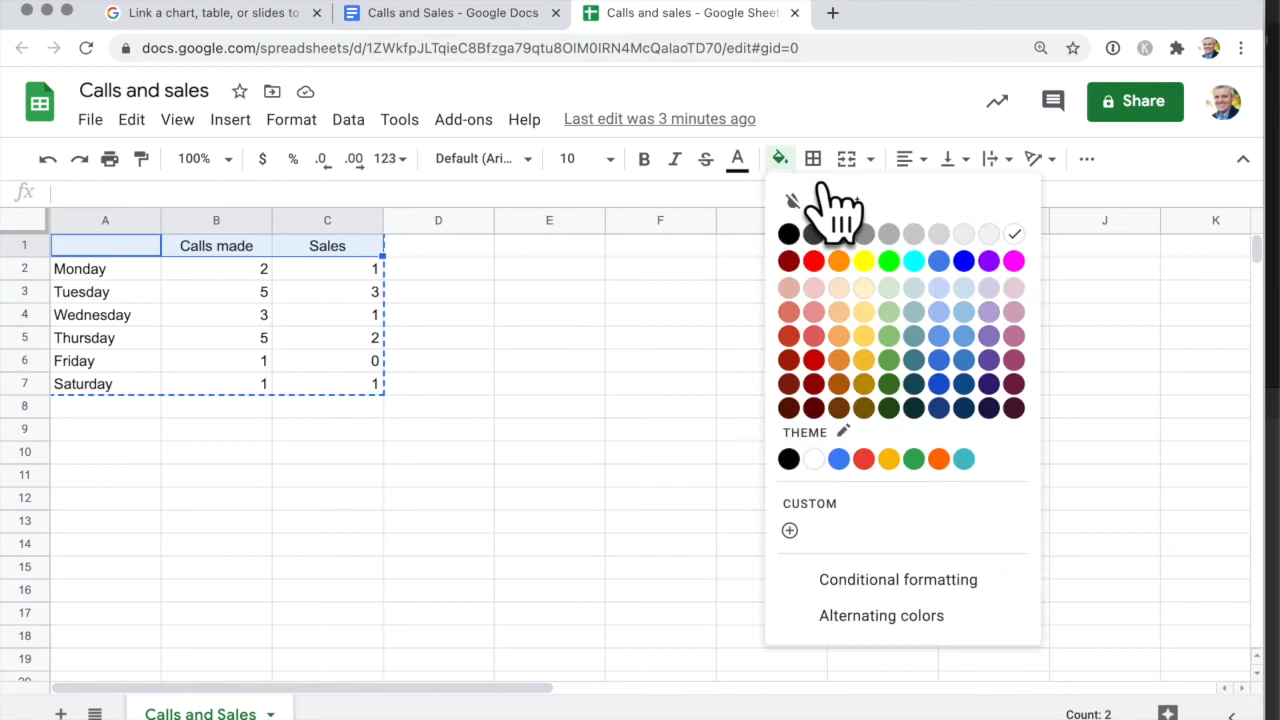 Link a chart, table, or slides to
Calls and Sales - Google Docs
Calls and sales - Google Sheet
docs.google.com/spreadsheets/d/1ZWkfpJLTqieC8Bfzga79qtu8OIM0IRN4McQaIaoTD70/edit#gid=0
Calls and sales
Share
File Edit View Insert Format Data Tools Add-ons Help Last edit was 3 minutes ago
100% $ % .0 .00 123 Default (Ari... 10 B I S A
fx
A B C D E F J K
1 Calls made Sales
2 Monday 2 1
3 Tuesday 5 3
4 Wednesday 3 1
5 Thursday 5 2
6 Friday 1 0
7 Saturday 1 1
8
9
10
11
12
13
14
15
16
17
18
19
THEME
CUSTOM
Conditional formatting
Alternating colors
Calls and Sales
Count: 2